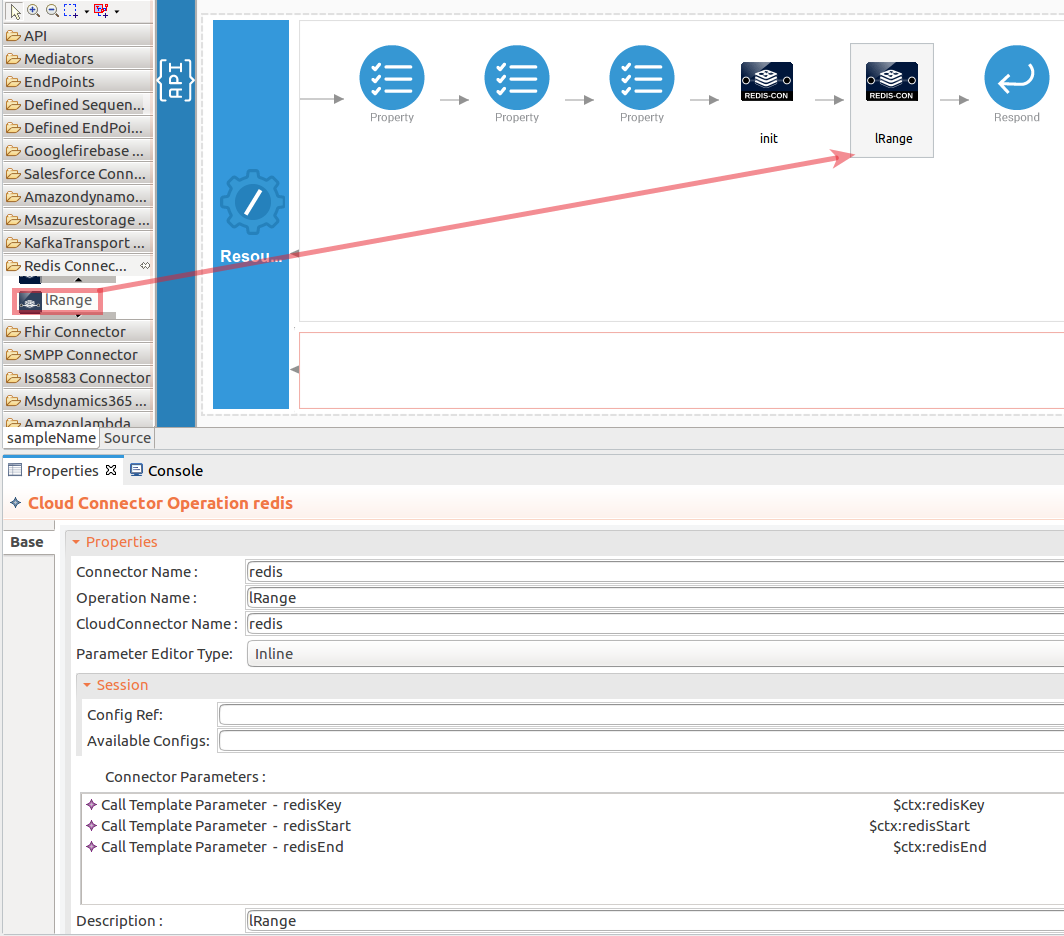 API
Mediators
EndPoints
Defined Sequen...
Defined EndPoi...
Googlefirebase ...
Salesforce Conn...
Amazondynamo...
Msazurestorage ...
KafkaTransport ...
Redis Connec...
lRange
Fhir Connector
SMPP Connector
Iso8583 Connector
Msdynamics365 ...
Amazonlambda
sampleName Source
{API}
Resou...
Property
Property
Property
REDIS-CON
init
REDIS-CON
lRange
Respond
Properties Console
Cloud Connector Operation redis
Base
Properties
Connector Name : redis
Operation Name : lRange
CloudConnector Name : redis
Parameter Editor Type: Inline
Session
Config Ref:
Available Configs:
Connector Parameters :
Call Template Parameter - redisKey $ctx:redisKey
Call Template Parameter - redisStart $ctx:redisStart
Call Template Parameter - redisEnd $ctx:redisEnd
Description : lRange